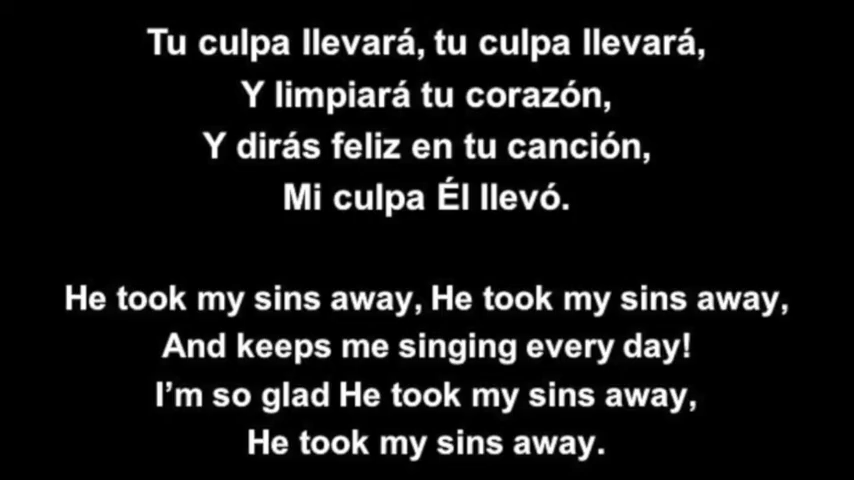 Tu culpa llevará, tu culpa llevará,
Y limpiará tu corazón,
Y dirás feliz en tu canción,
Mi culpa Él llevó.
He took my sins away, He took my sins away,
And keeps me singing every day!
I'm so glad He took my sins away,
He took my sins away.